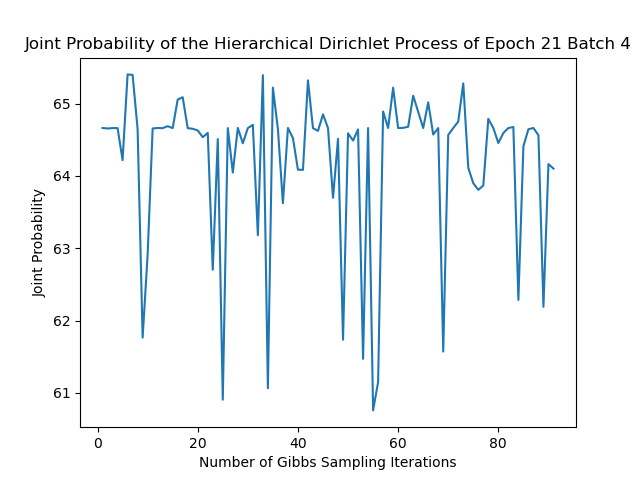 Joint Probability of the Hierarchical Dirichlet Process of Epoch 21 Batch 4
65
64
63
62
61
Joint Probability
0 20 40 60 80
Number of Gibbs Sampling Iterations